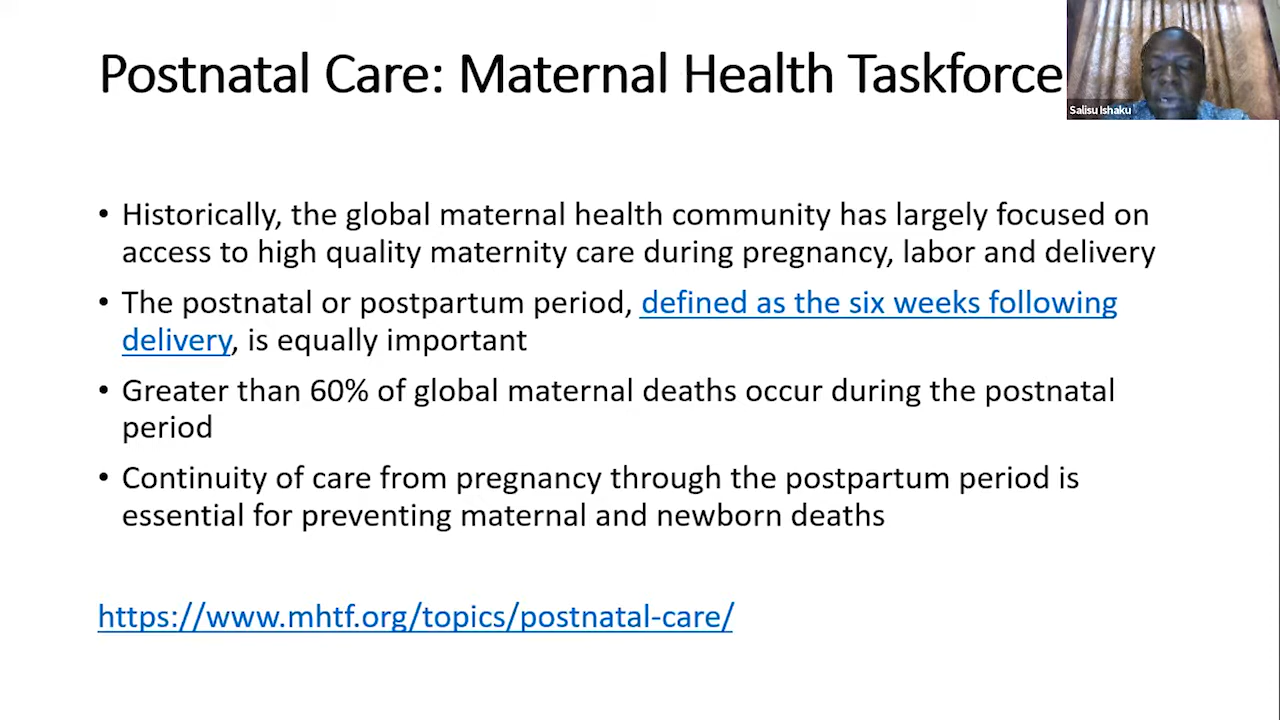 Postnatal Care: Maternal Health Taskforce
Salisu Ishaku
• Historically, the global maternal health community has largely focused on
access to high quality maternity care during pregnancy, labor and delivery
• The postnatal or postpartum period, defined as the six weeks following
delivery, is equally important
• Greater than 60% of global maternal deaths occur during the postnatal
period
• Continuity of care from pregnancy through the postpartum period is
essential for preventing maternal and newborn deaths
https://www.mhtf.org/topics/postnatal-care/